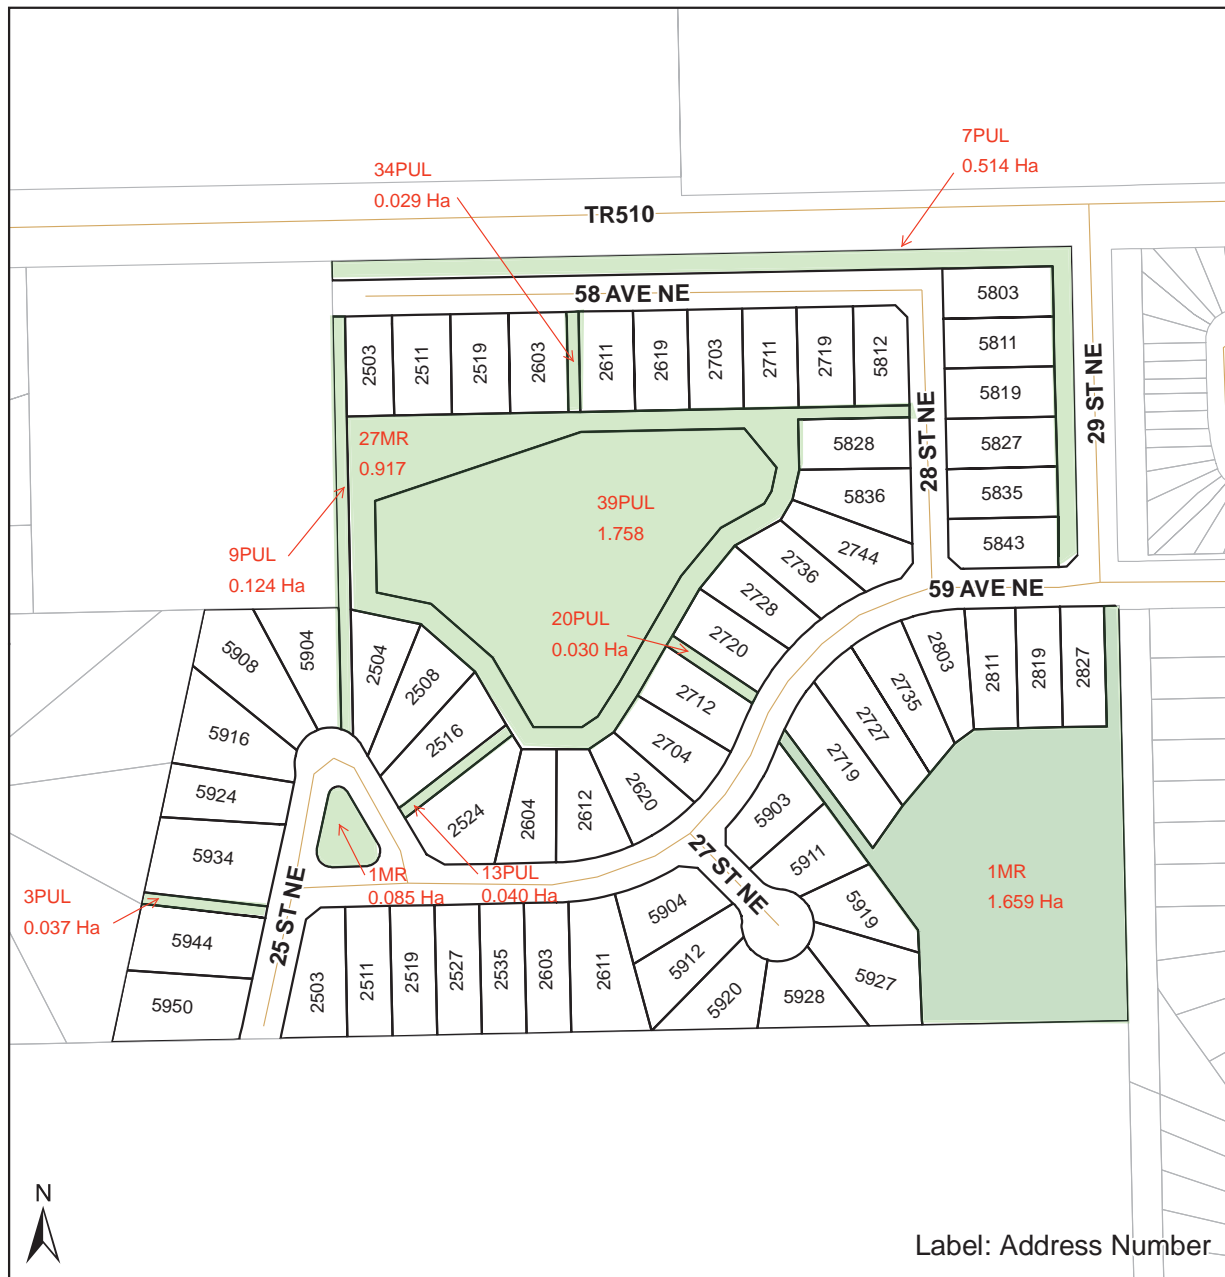 7PUL
0.514 Ha
34PUL
0.029 Ha
TR510
58 AVE NE
5803
5811
5819
5827
5835
5843
29 ST NE
28 ST NE
2503
2511
2519
2603
2611
2619
2703
2711
2719
5812
27MR
0.917
5828
5836
39PUL
1.758
2744
2736
2728
2720
59 AVE NE
9PUL
0.124 Ha
20PUL
0.030 Ha
5908
5904
2504
2508
2516
2712
2704
2620
2612
2604
2524
2803
2811
2819
2827
2735
2727
2719
5916
5924
5934
5903
5911
5919
5927
5928
5920
5912
5904
27 ST NE
1MR
1.659 Ha
1MR
0.085 Ha
13PUL
0.040 Ha
3PUL
0.037 Ha
5944
5950
25 ST NE
2503
2511
2519
2527
2535
2603
2611
N
Label: Address Number